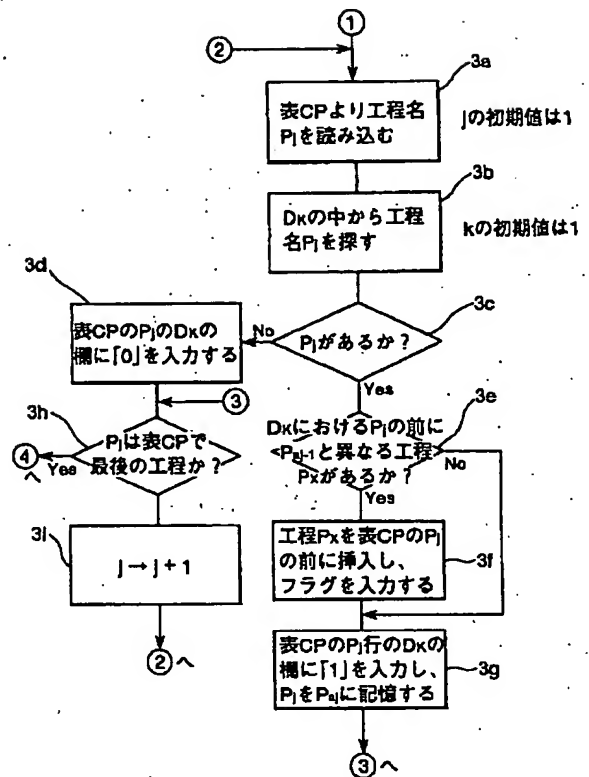 ①
②
3a
表CPより工程名
Pjを読み込む
jの初期値は1
3b
DKの中から工程
名Pjを探す
kの初期値は1
3c
Pjがあるか？
No
Yes
3d
表CPのPjのDKの
欄に「0」を入力する
③
3h
Pjは表CPで
最後の工程か？
Yes
④
へ
3i
j→j+1
②へ
3e
DKにおけるPjの前に
Paj-1と異なる工程
Pxがあるか？
No
Yes
3f
工程Pxを表CPのPj
の前に挿入し、
フラグを入力する
3g
表CPのPj行のDKの
欄に「1」を入力し、
PjをPajに記憶する
③へ